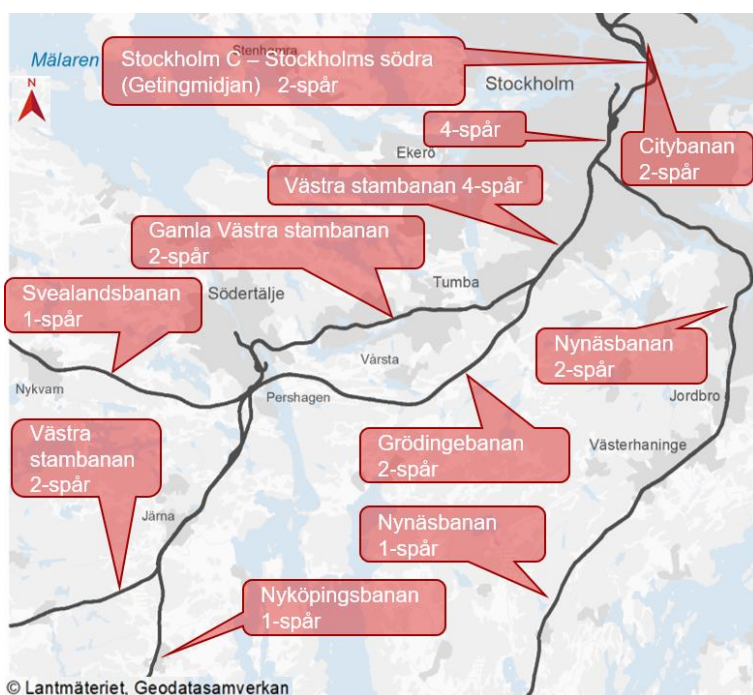 Mälaren
Stenhamra
Stockholm C – Stockholms södra
(Getingmidjan) 2-spår
N
Stockholm
4-spår
Ekerö
Citybanan
2-spår
Västra stambanan 4-spår
Gamla Västra stambanan
2-spår
Svealandsbanan
1-spår
Södertälje
Tumba
Nynäsbanan
2-spår
Nykvarn
Vårsta
Pershagen
Jordbro
Västra
stambanan
2-spår
Grödingebanan
2-spår
Västerhaninge
Järna
Nynäsbanan
1-spår
Nyköpingsbanan
1-spår
© Lantmäteriet, Geodatasamverkan